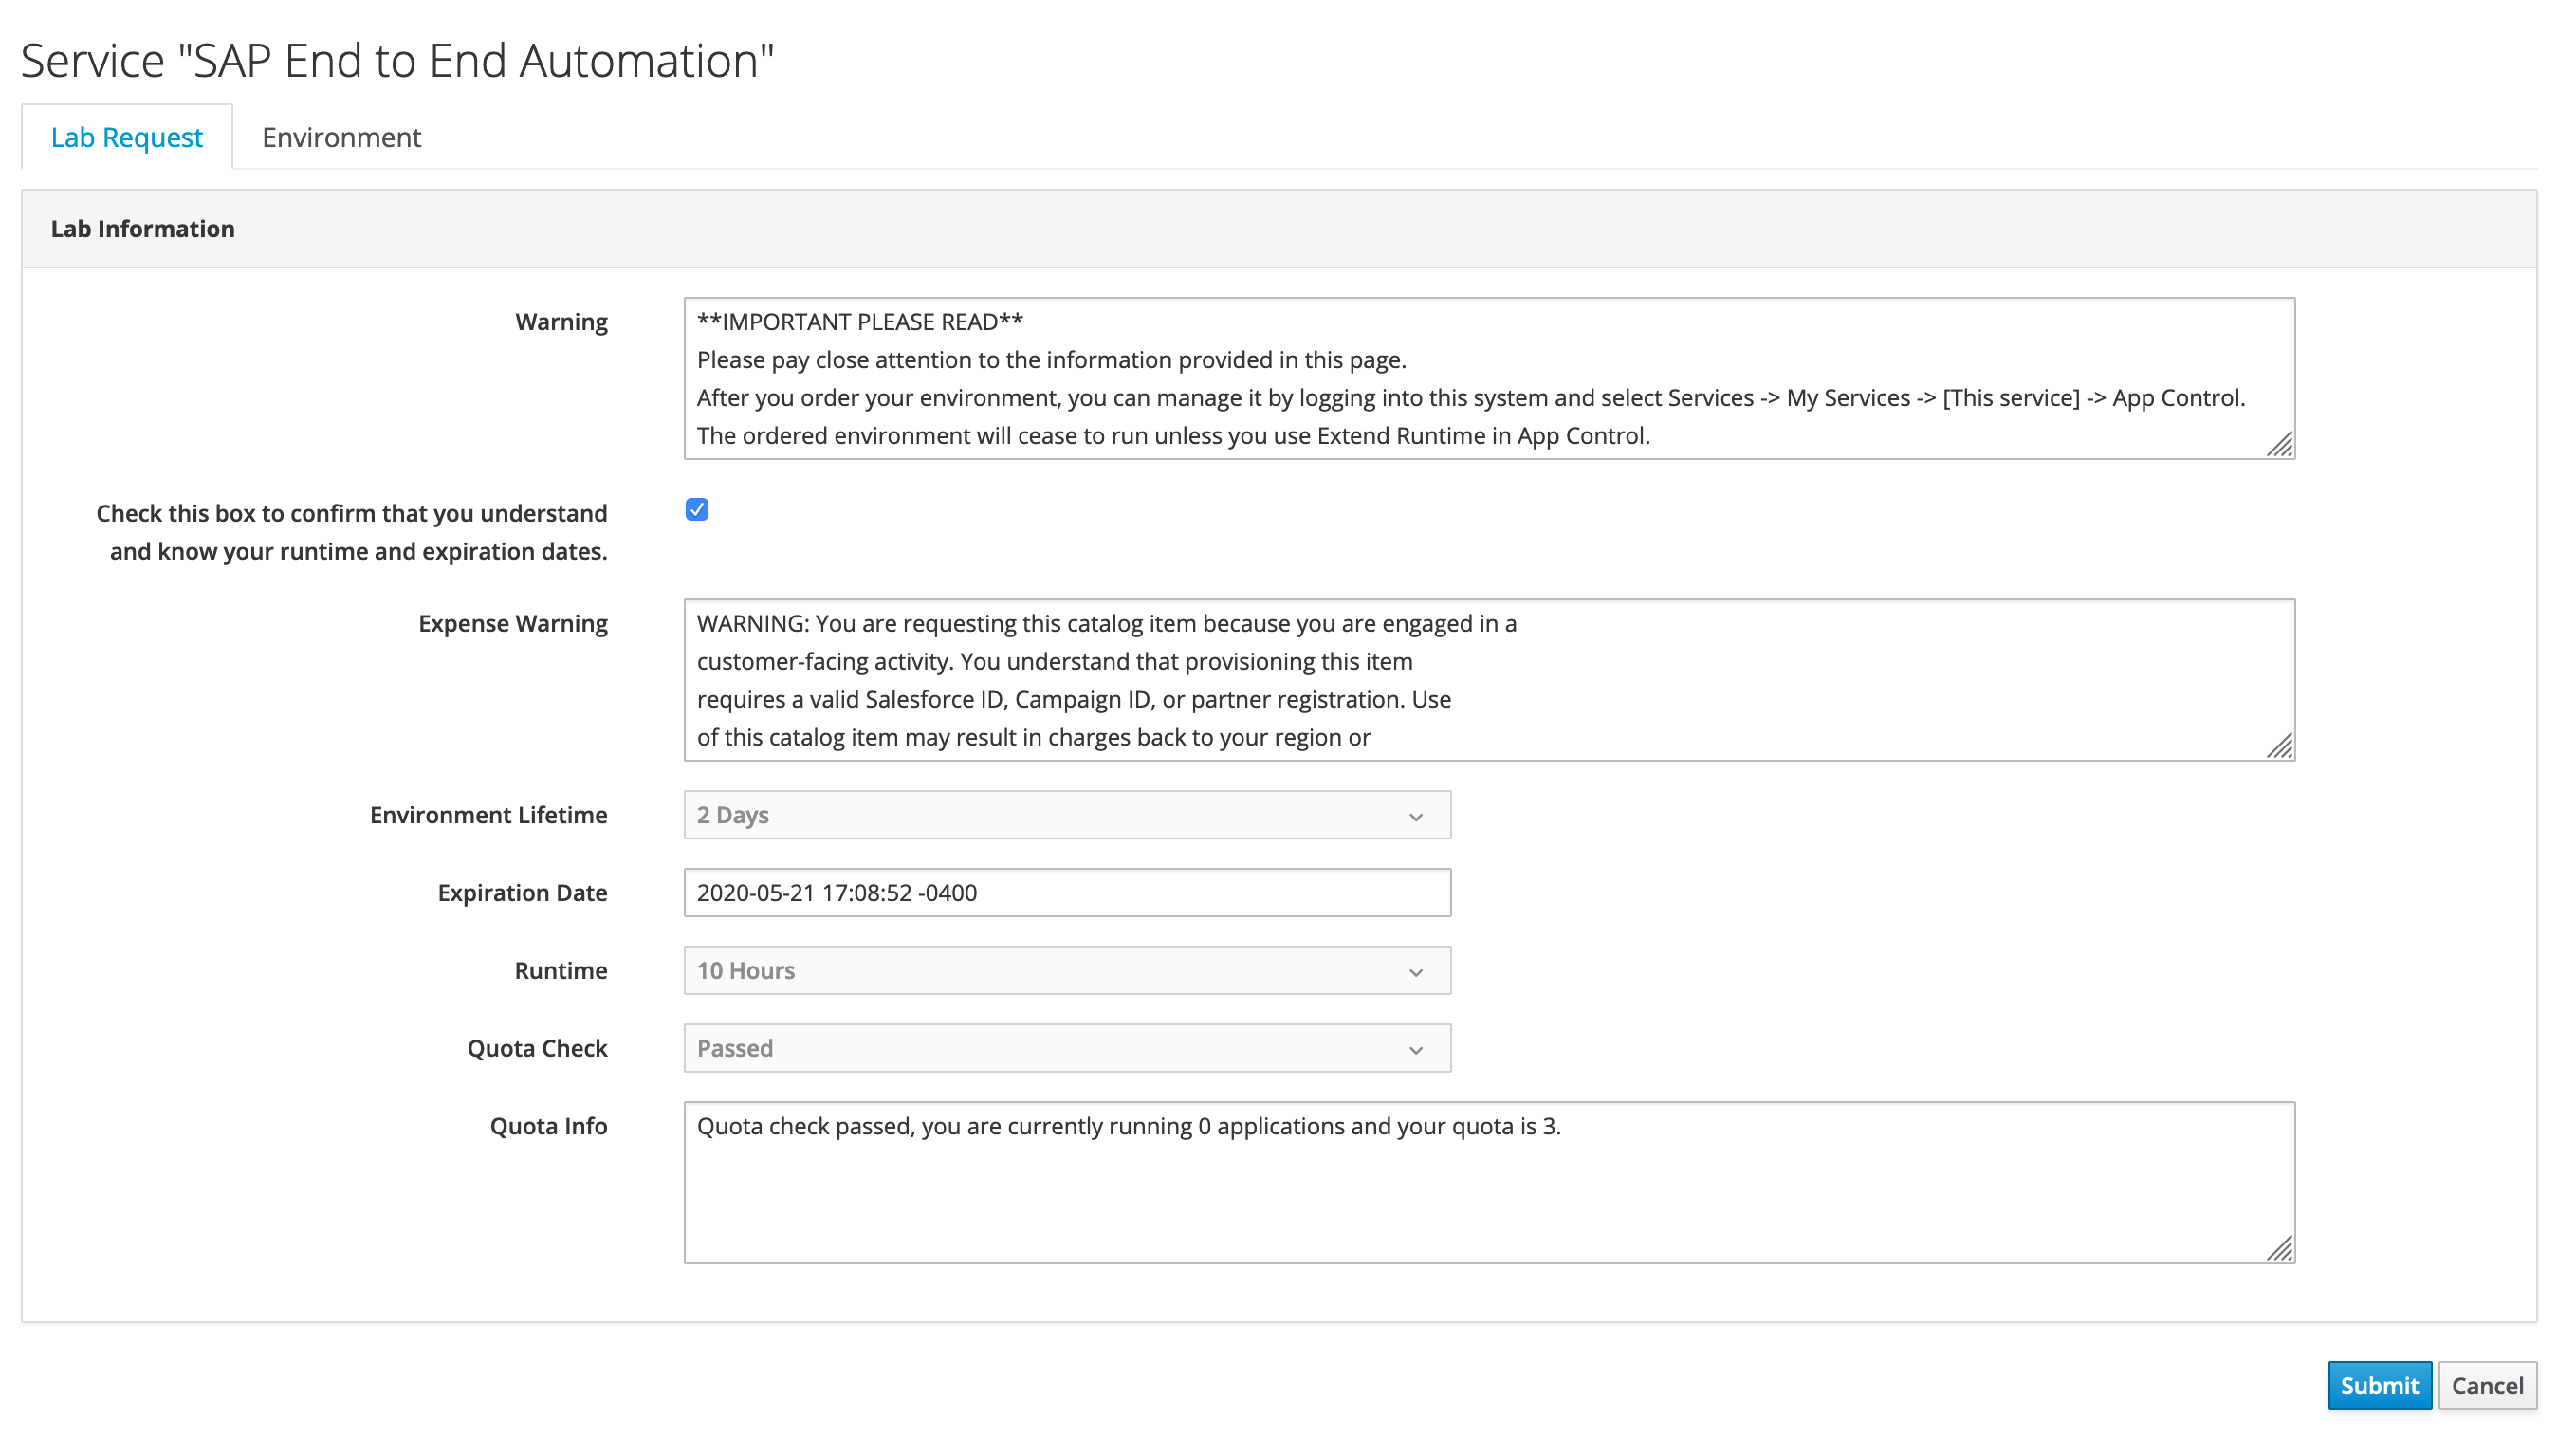 Service "SAP End to End Automation"
Lab Request
Environment
Lab Information
Warning
**IMPORTANT PLEASE READ**
Please pay close attention to the information provided in this page.
After you order your environment, you can manage it by logging into this system and select Services -> My Services -> [This service] -> App Control.
The ordered environment will cease to run unless you use Extend Runtime in App Control.
Check this box to confirm that you understand
and know your runtime and expiration dates.
Expense Warning
WARNING: You are requesting this catalog item because you are engaged in a
customer-facing activity. You understand that provisioning this item
requires a valid Salesforce ID, Campaign ID, or partner registration. Use
of this catalog item may result in charges back to your region or
Environment Lifetime
2 Days
Expiration Date
2020-05-21 17:08:52 -0400
Runtime
10 Hours
Quota Check
Passed
Quota Info
Quota check passed, you are currently running 0 applications and your quota is 3.
Submit
Cancel